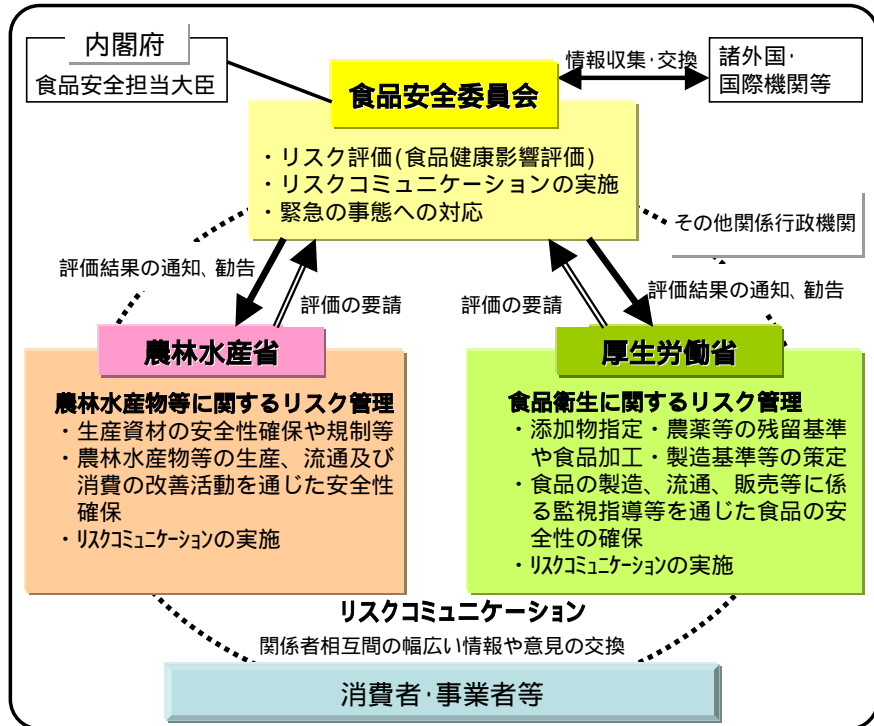 内閣府
食品安全担当大臣
食品安全委員会
情報収集・交換
諸外国・
国際機関等
・リスク評価(食品健康影響評価)
・リスクコミュニケーションの実施
・緊急の事態への対応
その他関係行政機関
評価結果の通知、勧告
評価の要請
評価の要請
評価結果の通知、勧告
農林水産省
農林水産物等に関するリスク管理
・生産資材の安全性確保や規制等
・農林水産物等の生産、流通及び
消費の改善活動を通じた安全性
確保
・ﾘｽｸｺﾐｭﾆｹｰｼｮﾝの実施
厚生労働省
食品衛生に関するリスク管理
・添加物指定・農薬等の残留基準
や食品加工・製造基準等の策定
・食品の製造、流通、販売等に係
る監視指導等を通じた食品の安
全性の確保
・ﾘｽｸｺﾐｭﾆｹｰｼｮﾝの実施
リスクコミュニケーション
関係者相互間の幅広い情報や意見の交換
消費者・事業者等